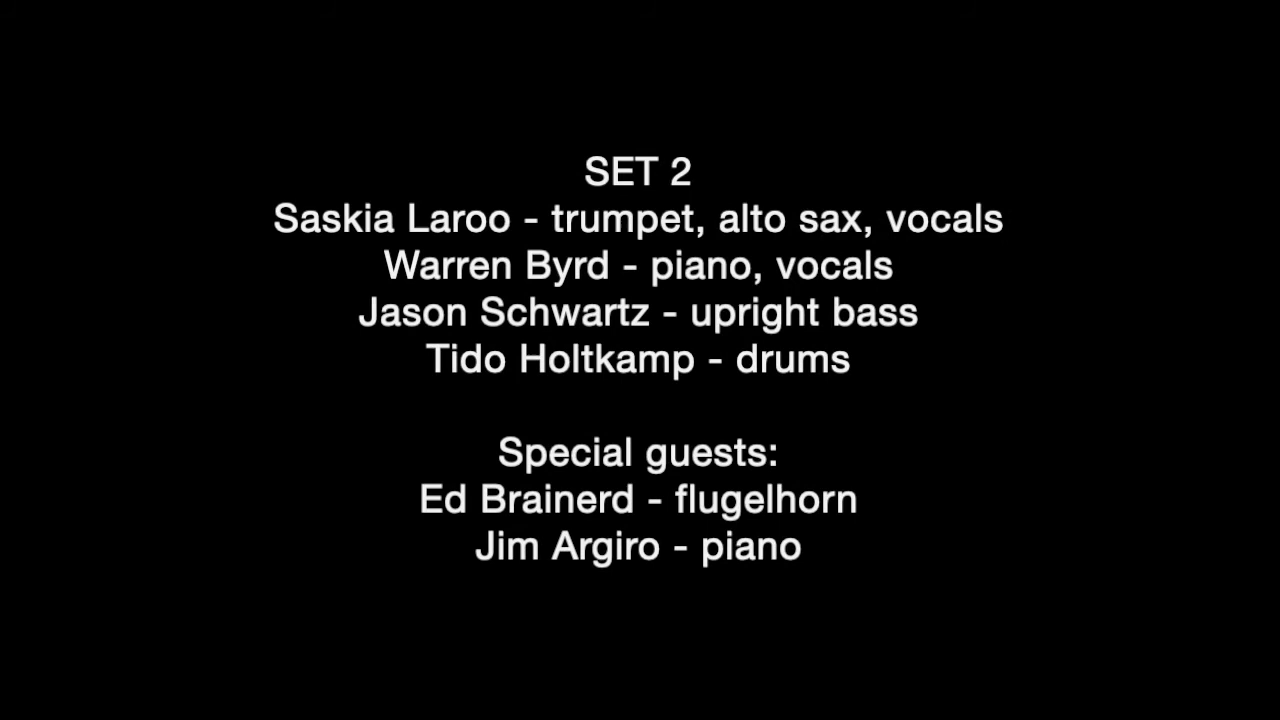 SET 2
Saskia Laroo - trumpet, alto sax, vocals
Warren Byrd - piano, vocals
Jason Schwartz - upright bass
Tido Holtkamp - drums
Special guests:
Ed Brainerd - flugelhorn
Jim Argiro - piano